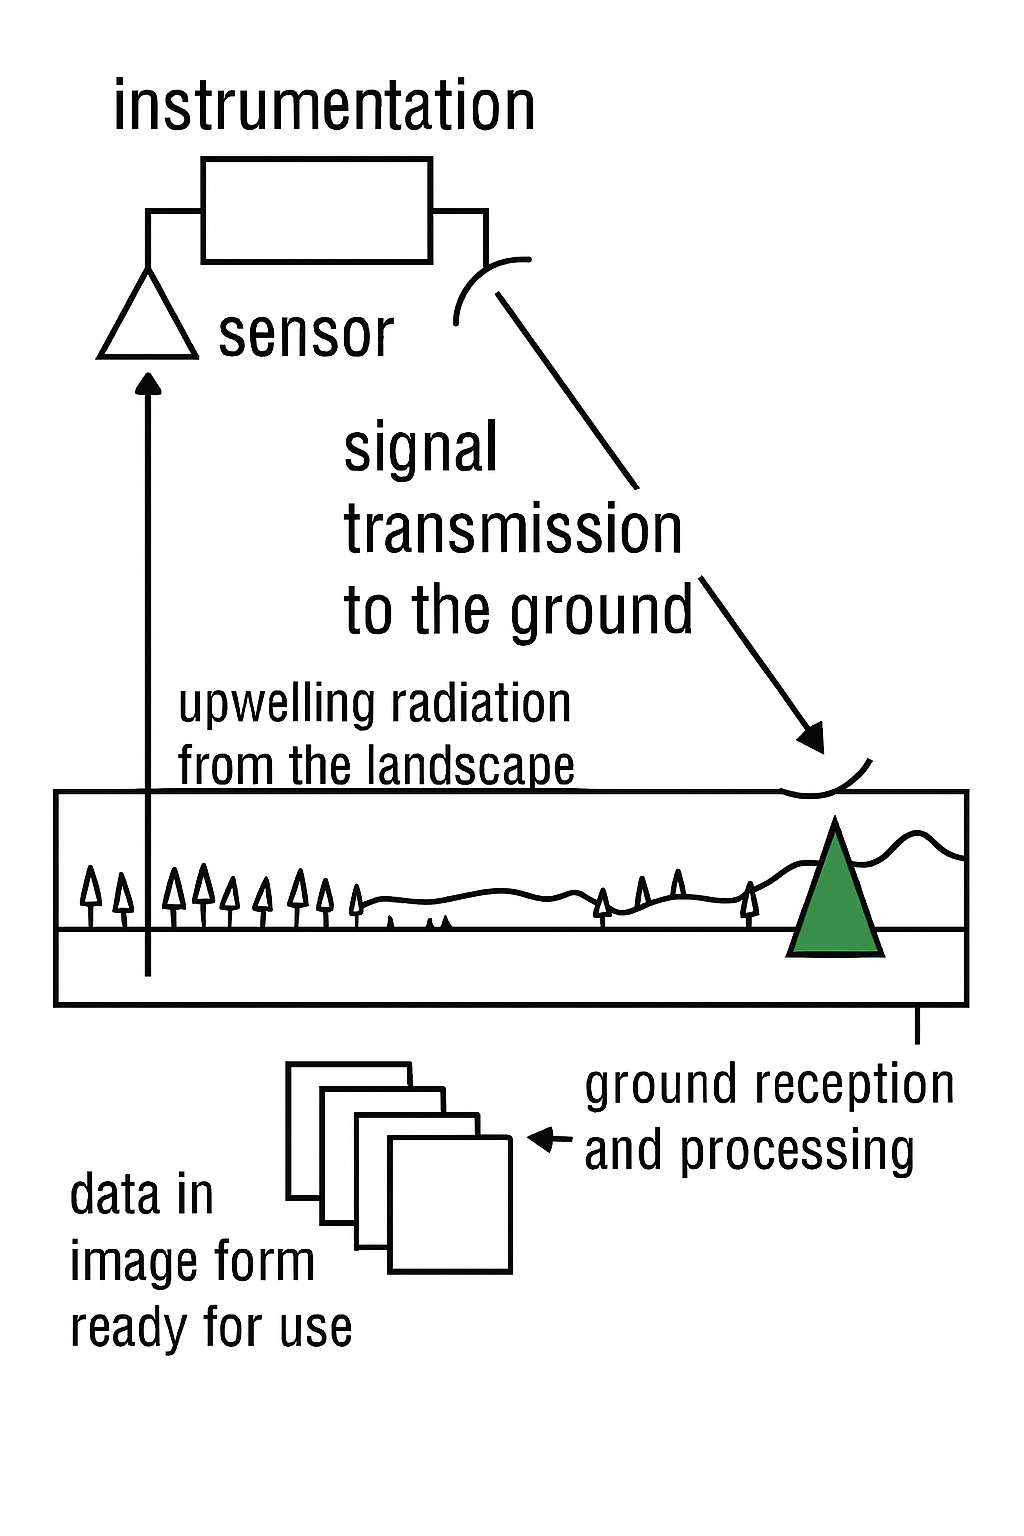 instrumentation
sensor
signal
transmission
to the ground
upwelling radiation
from the landscape
ground reception
and processing
data in
image form
ready for use